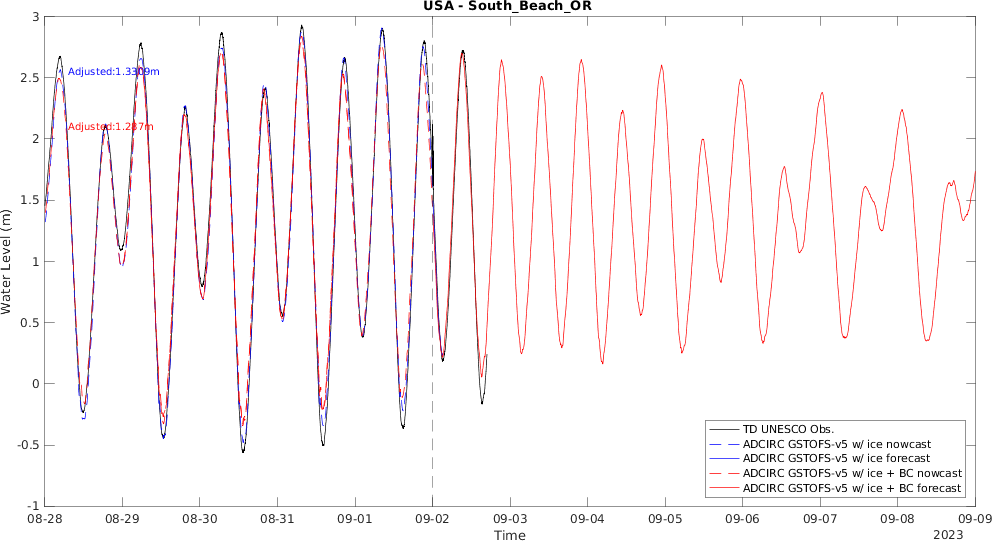 USA - South_Beach_OR
3
2.5
2
1.5
1
0.5
0
-0.5
-1
Water Level (m)
Adjusted:1.3309m
Adjusted:1.287m
TD UNESCO Obs.
ADCIRC GSTOFS-v5 w/ ice nowcast
ADCIRC GSTOFS-v5 w/ ice forecast
ADCIRC GSTOFS-v5 w/ ice + BC nowcast
ADCIRC GSTOFS-v5 w/ ice + BC forecast
08-28 08-29 08-30 08-31 09-01 09-02 09-03 09-04 09-05 09-06 09-07 09-08 09-09
Time
2023